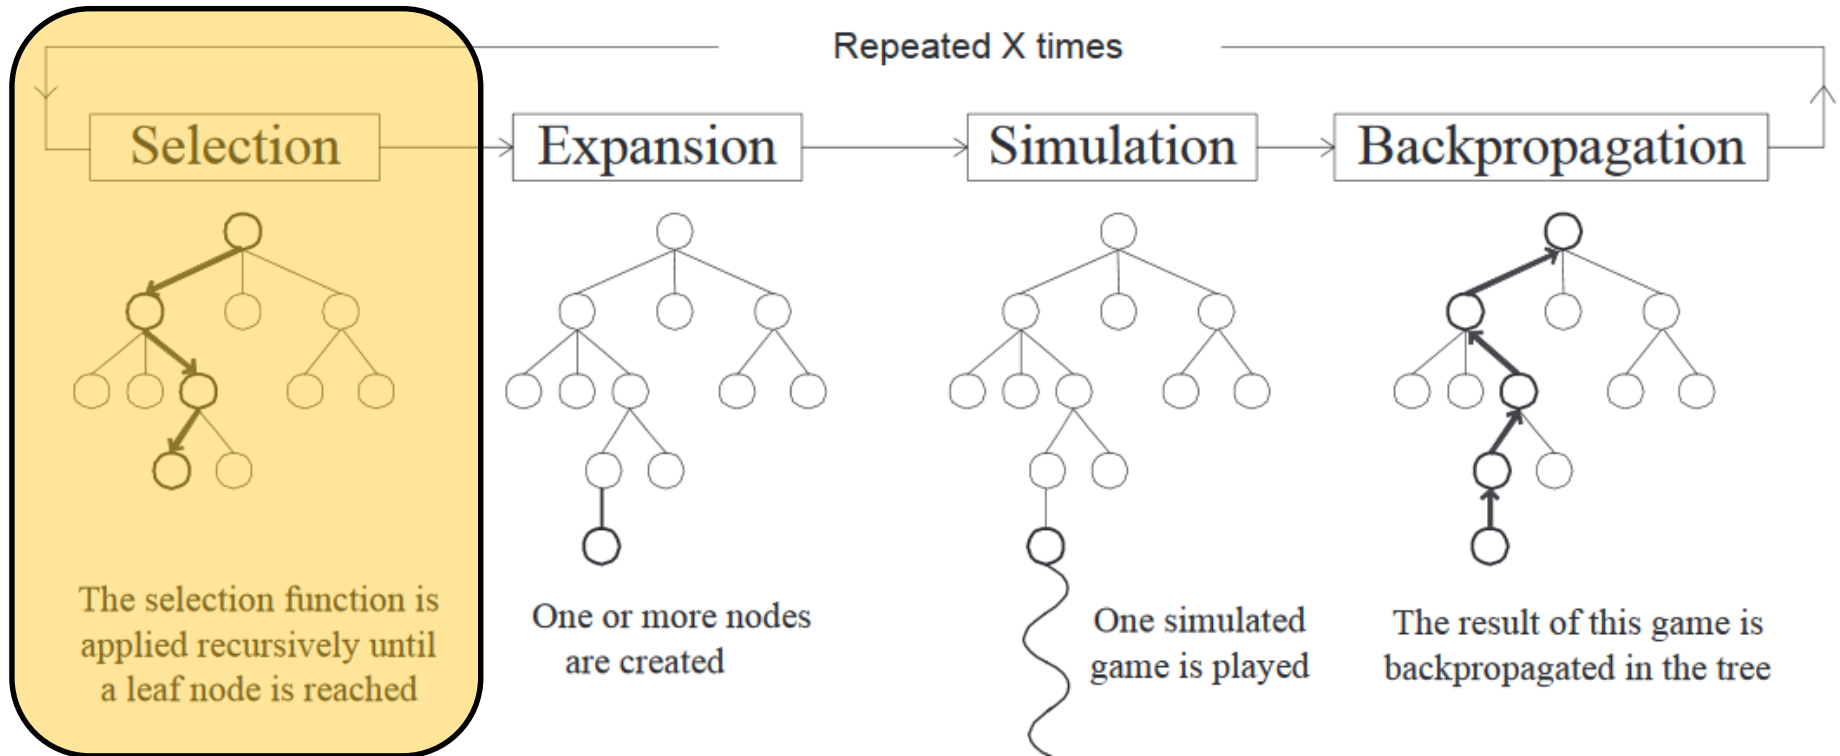 Repeated X times
Selection
Expansion
Simulation
Backpropagation
The selection function is
applied recursively until
a leaf node is reached
One or more nodes
are created
One simulated
game is played
The result of this game is
backpropagated in the tree